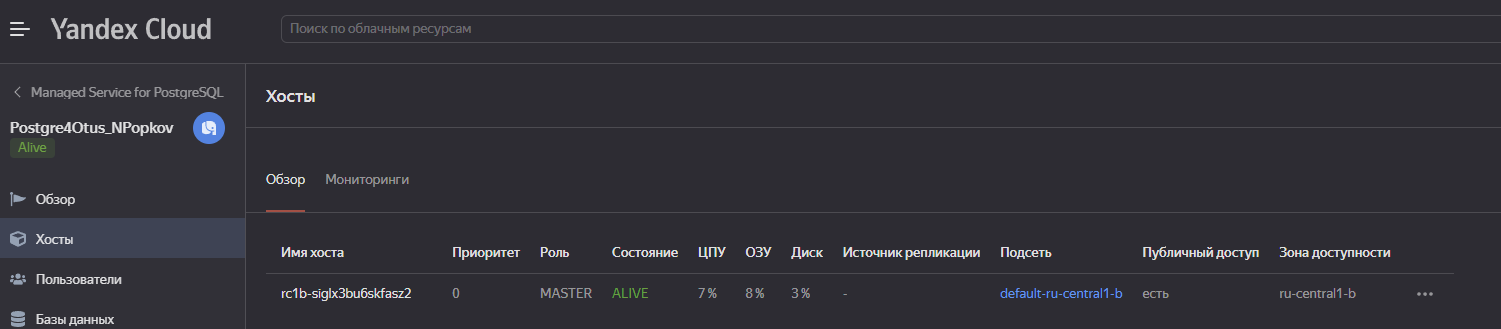 Yandex Cloud
Поиск по облачным ресурсам
Managed Service for PostgreSQL
Postgre4Otus_NPopkov
Alive
Обзор
Хосты
Пользователи
Базы данных
Хосты
Обзор Мониторинги
Имя хоста Приоритет Роль Состояние ЦПУ ОЗУ Диск Источник репликации Подсеть Публичный доступ Зона доступности
rc1b-siglx3bu6skfasz2 0 MASTER ALIVE 7 % 8 % 3 % - default-ru-central1-b есть ru-central1-b